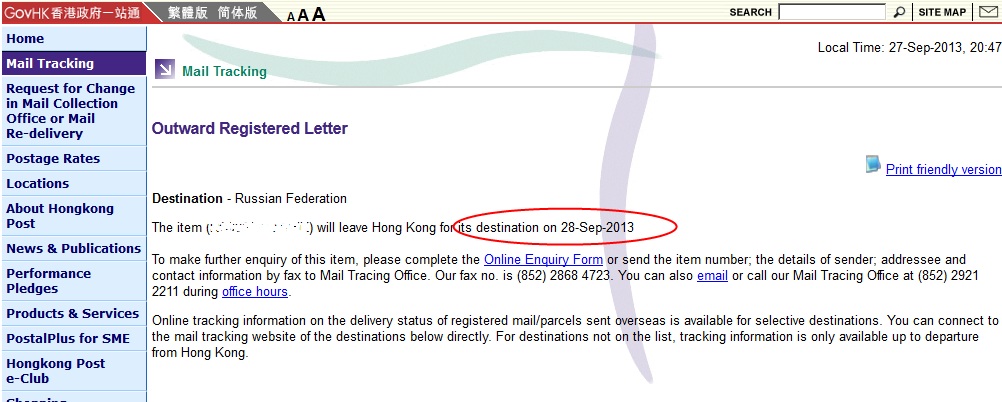 GovHK香港政府一站通 繁體版 简体版 A A A SEARCH SITE MAP
Local Time: 27-Sep-2013, 20:47
Home
Mail Tracking
Request for Change
in Mail Collection
Office or Mail
Re-delivery
Postage Rates
Locations
About Hongkong
Post
News & Publications
Performance
Pledges
Products & Services
PostalPlus for SME
Hongkong Post
e-Club
Mail Tracking
Outward Registered Letter
Print friendly version
Destination - Russian Federation
The item ( ) will leave Hong Kong for its destination on 28-Sep-2013
To make further enquiry of this item, please complete the Online Enquiry Form or send the item number; the details of sender; addressee and
contact information by fax to Mail Tracing Office. Our fax no. is (852) 2868 4723. You can also email or call our Mail Tracing Office at (852) 2921
2211 during office hours.
Online tracking information on the delivery status of registered mail/parcels sent overseas is available for selective destinations. You can connect to
the mail tracking website of the destinations below directly. For destinations not on the list, tracking information is only available up to departure
from Hong Kong.